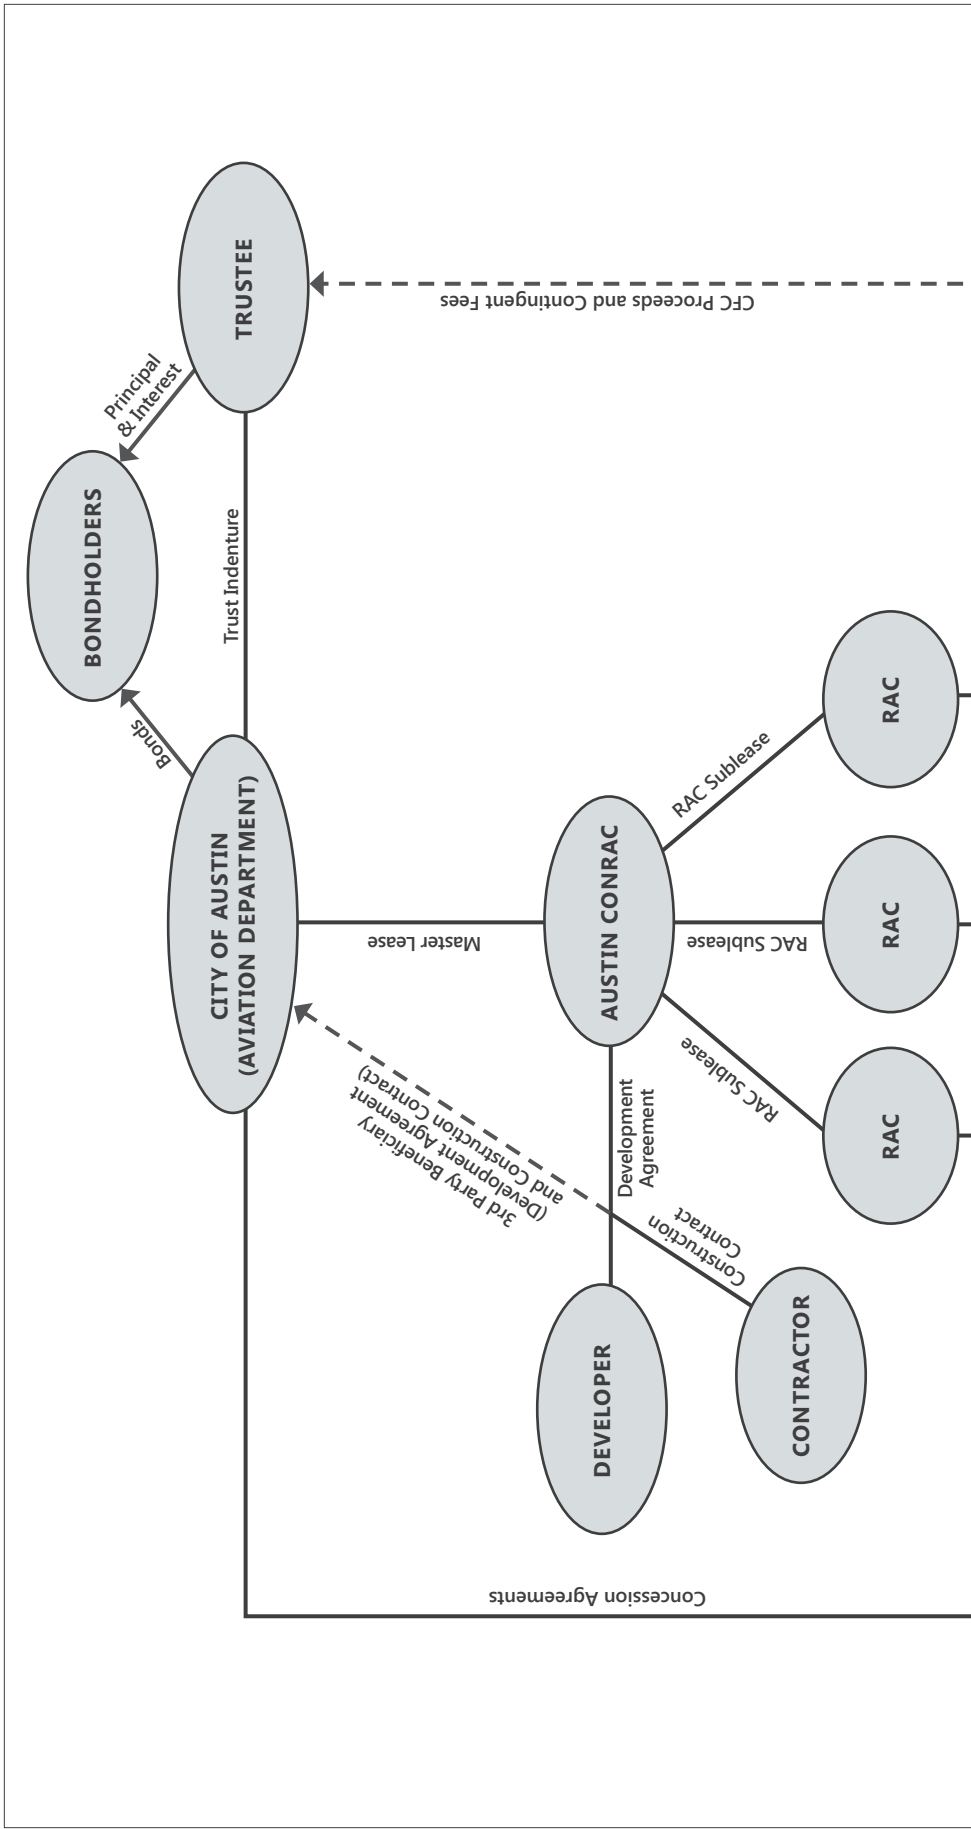 BONDHOLDERS
Principal
& Interest
Bonds
TRUSTEE
Trust Indenture
CITY OF AUSTIN
(AVIATION DEPARTMENT)
CFC Proceeds and Contingent Fees
Master Lease
3rd Party Beneficiary
(Development Agreement
and Construction Contract)
Concession Agreements
DEVELOPER
Development
Agreement
AUSTIN CONRAC
Construction
Contract
CONTRACTOR
RAC Sublease
RAC Sublease
RAC Sublease
RAC
RAC
RAC